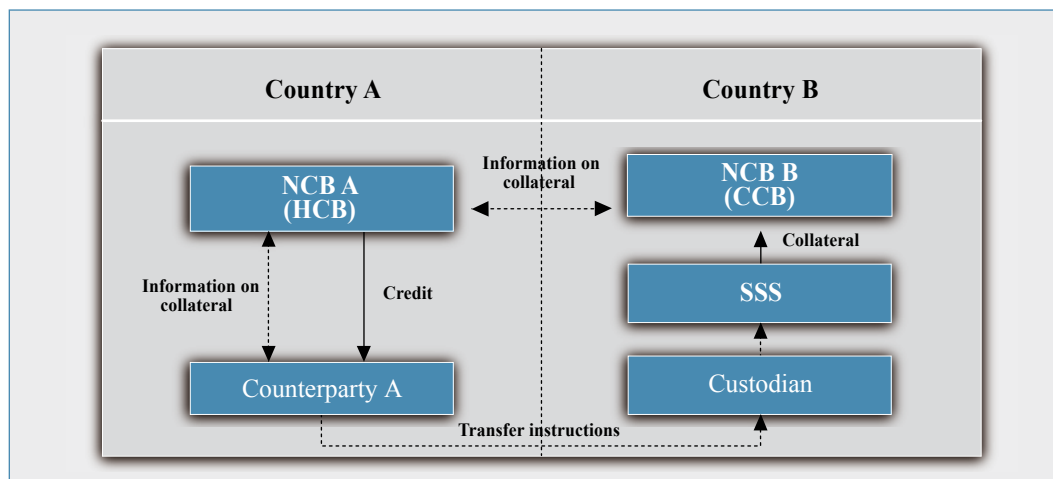 Country A
Country B
NCB A
(HCB)
Information on
collateral
NCB B
(CCB)
Collateral
Information on
collateral
Credit
SSS
Counterparty A
Custodian
Transfer instructions